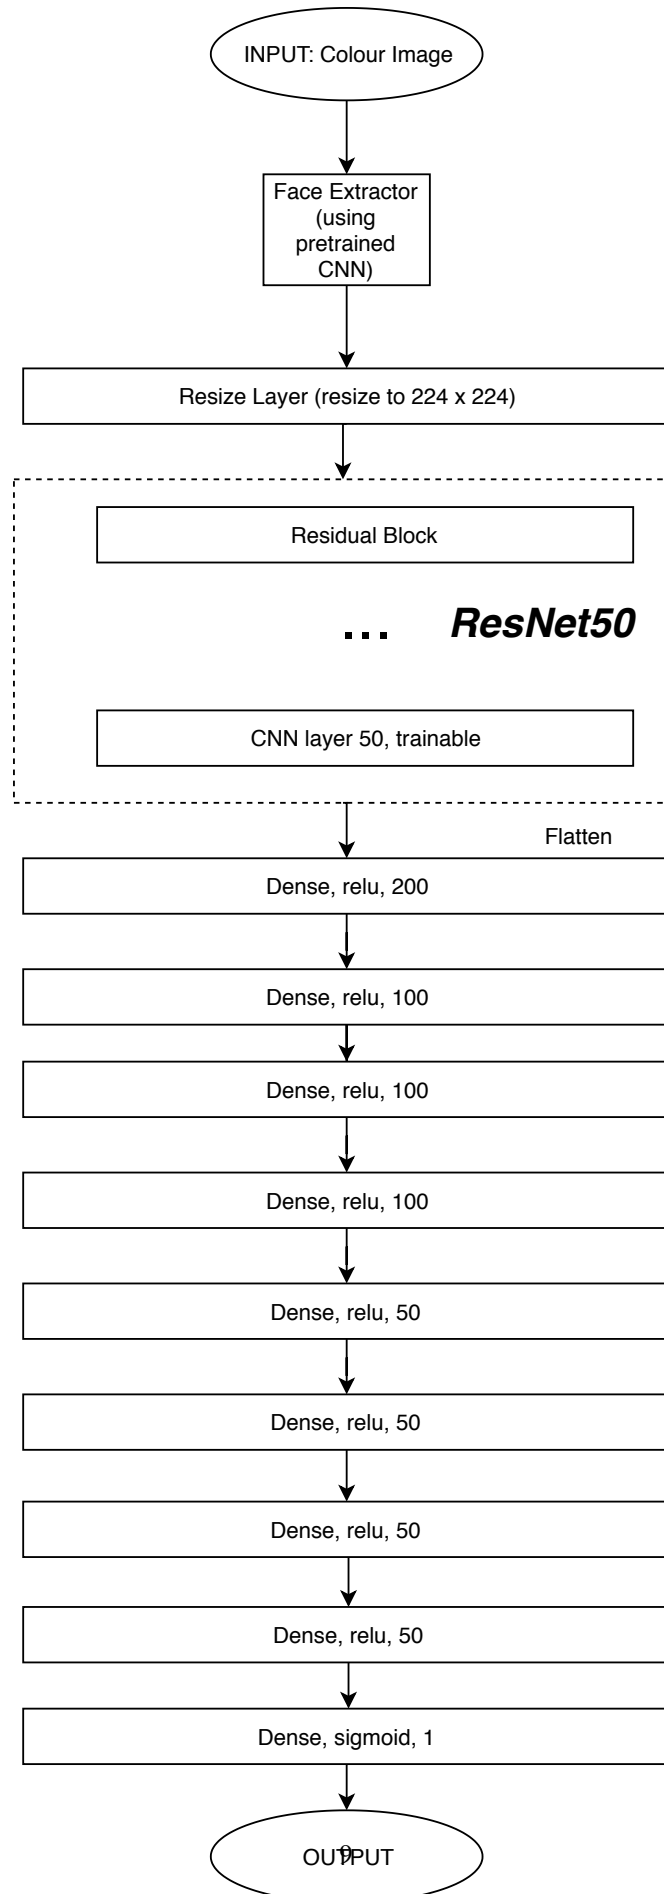 INPUT: Colour Image
Face Extractor
(using
pretrained
CNN)
Resize Layer (resize to 224 x 224)
Residual Block
... ResNet50
CNN layer 50, trainable
Flatten
Dense, relu, 200
Dense, relu, 100
Dense, relu, 100
Dense, relu, 100
Dense, relu, 50
Dense, relu, 50
Dense, relu, 50
Dense, relu, 50
Dense, sigmoid, 1
OUTPUT
9